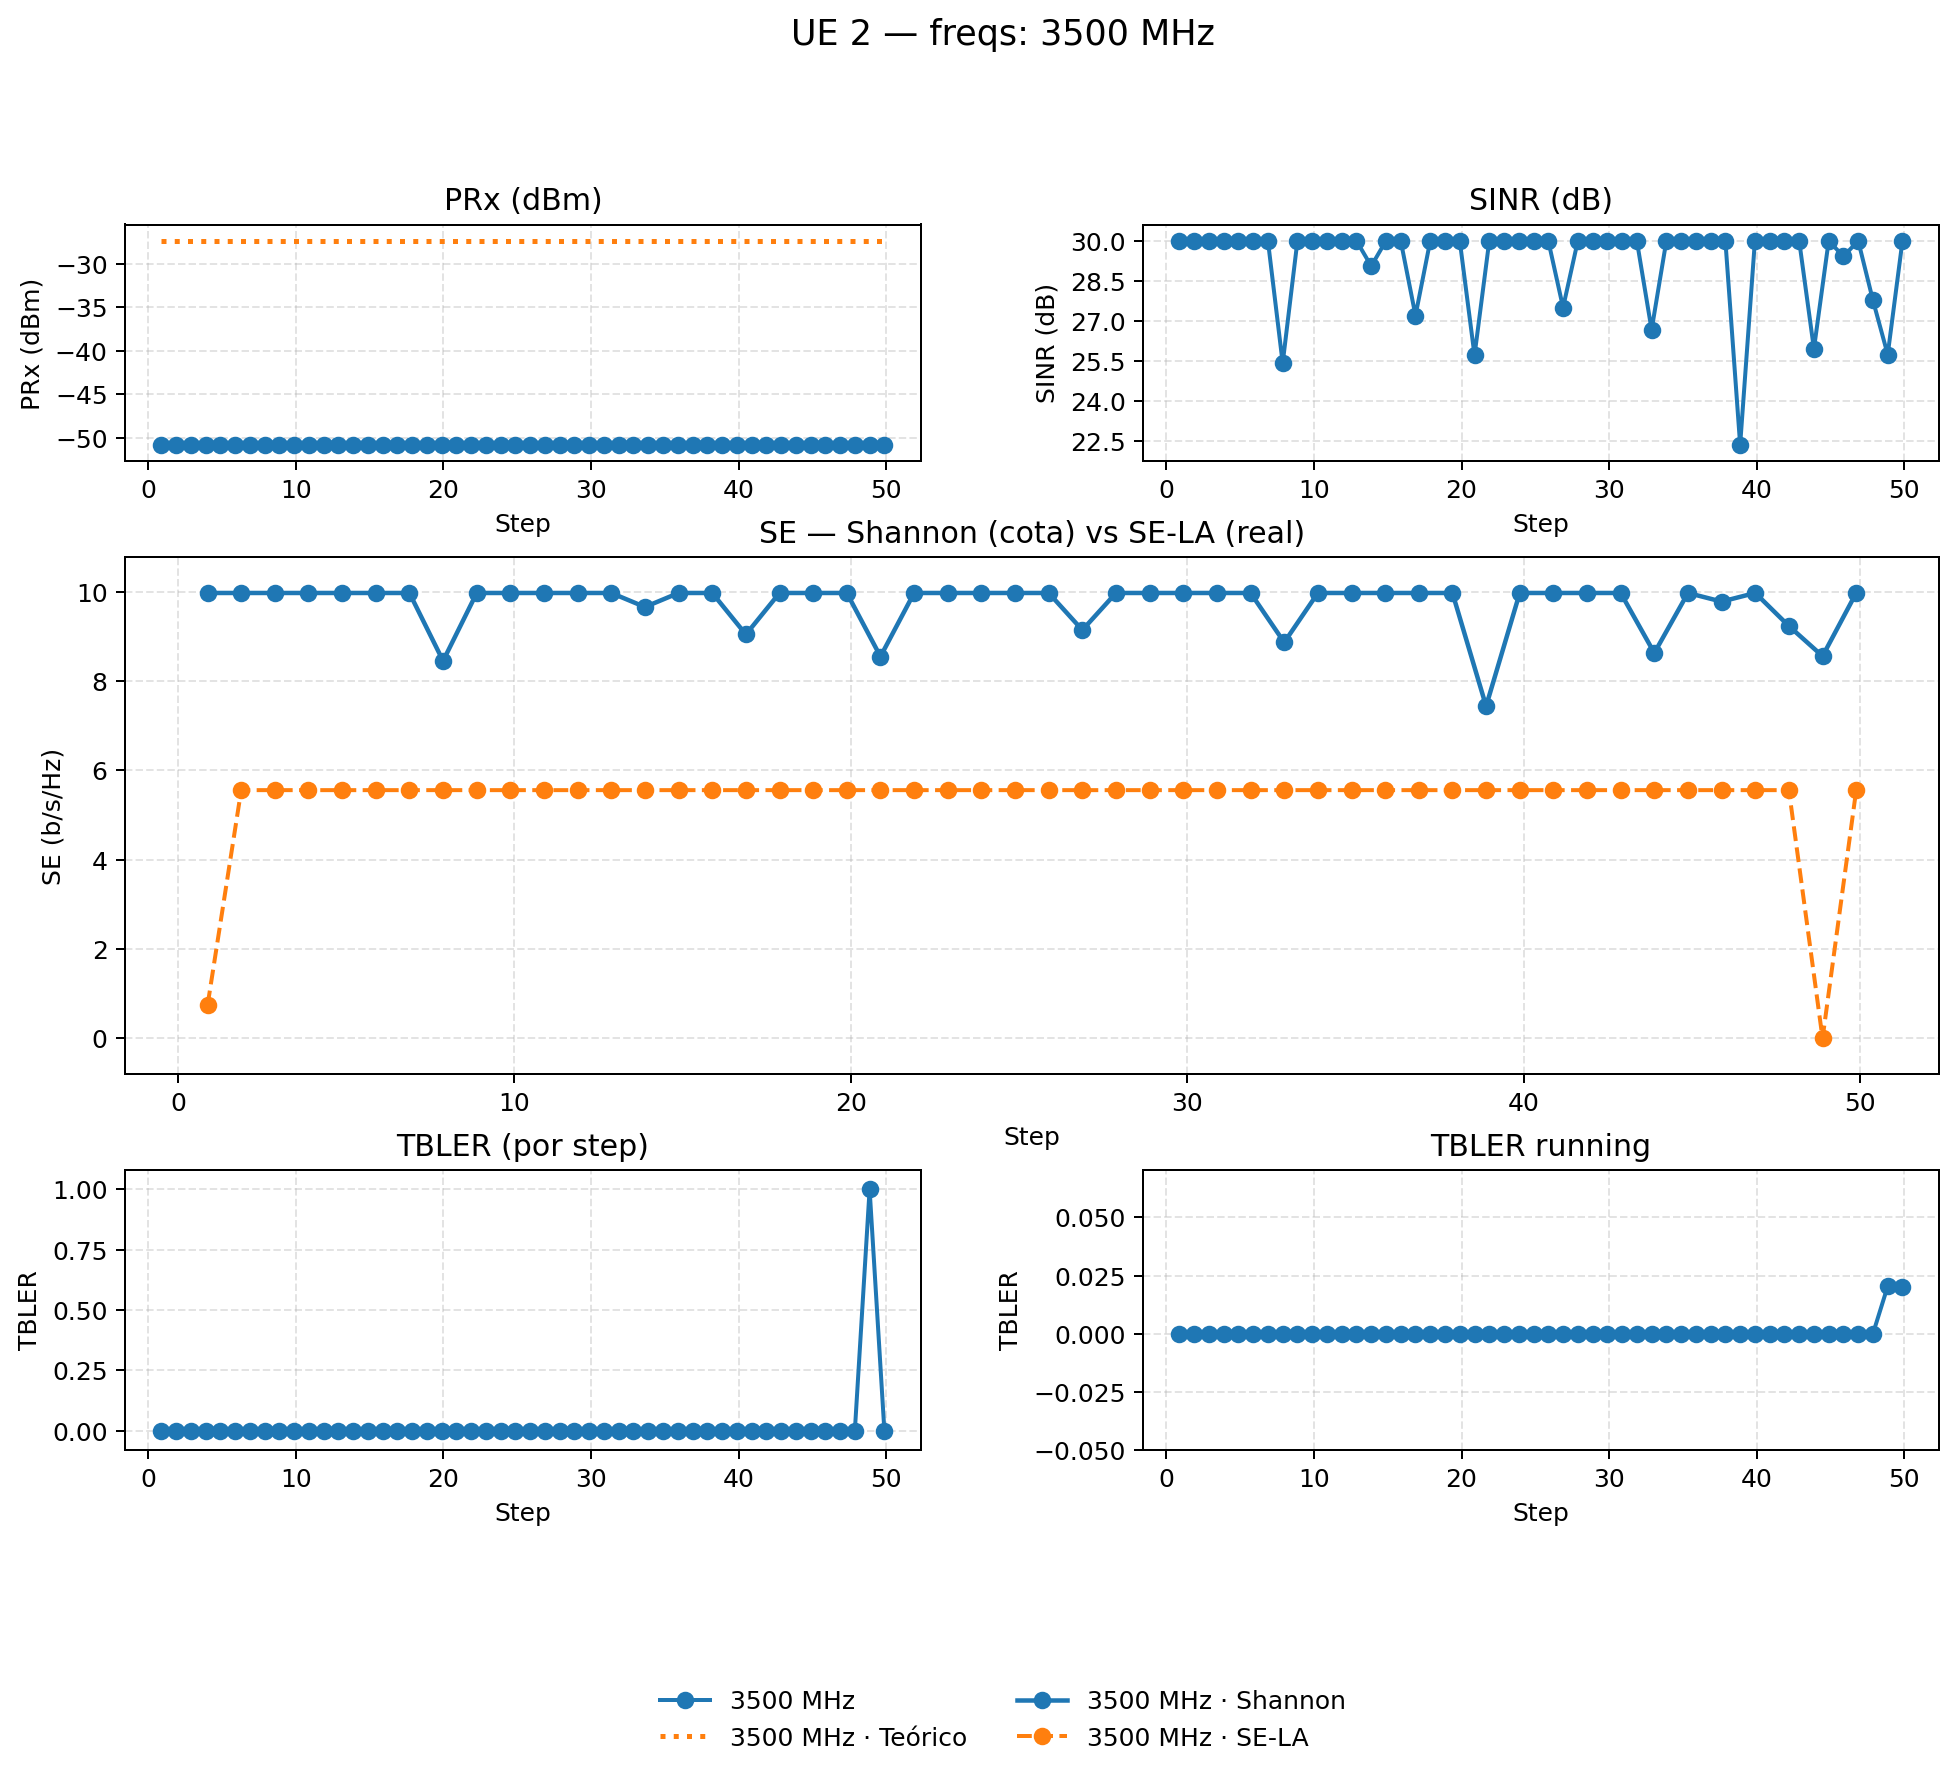 UE 2 — freqs: 3500 MHz
PRx (dBm)
PRx (dBm)
−30
−35
−40
−45
−50
0 10 20 30 40 50
Step
SINR (dB)
SINR (dB)
30.0
28.5
27.0
25.5
24.0
22.5
0 10 20 30 40 50
Step
SE — Shannon (cota) vs SE-LA (real)
SE (b/s/Hz)
10
8
6
4
2
0
0 10 20 30 40 50
Step
TBLER (por step)
TBLER
1.00
0.75
0.50
0.25
0.00
0 10 20 30 40 50
Step
TBLER running
TBLER
0.050
0.025
0.000
−0.025
−0.050
0 10 20 30 40 50
Step
3500 MHz
3500 MHz · Teórico
3500 MHz · Shannon
3500 MHz · SE-LA